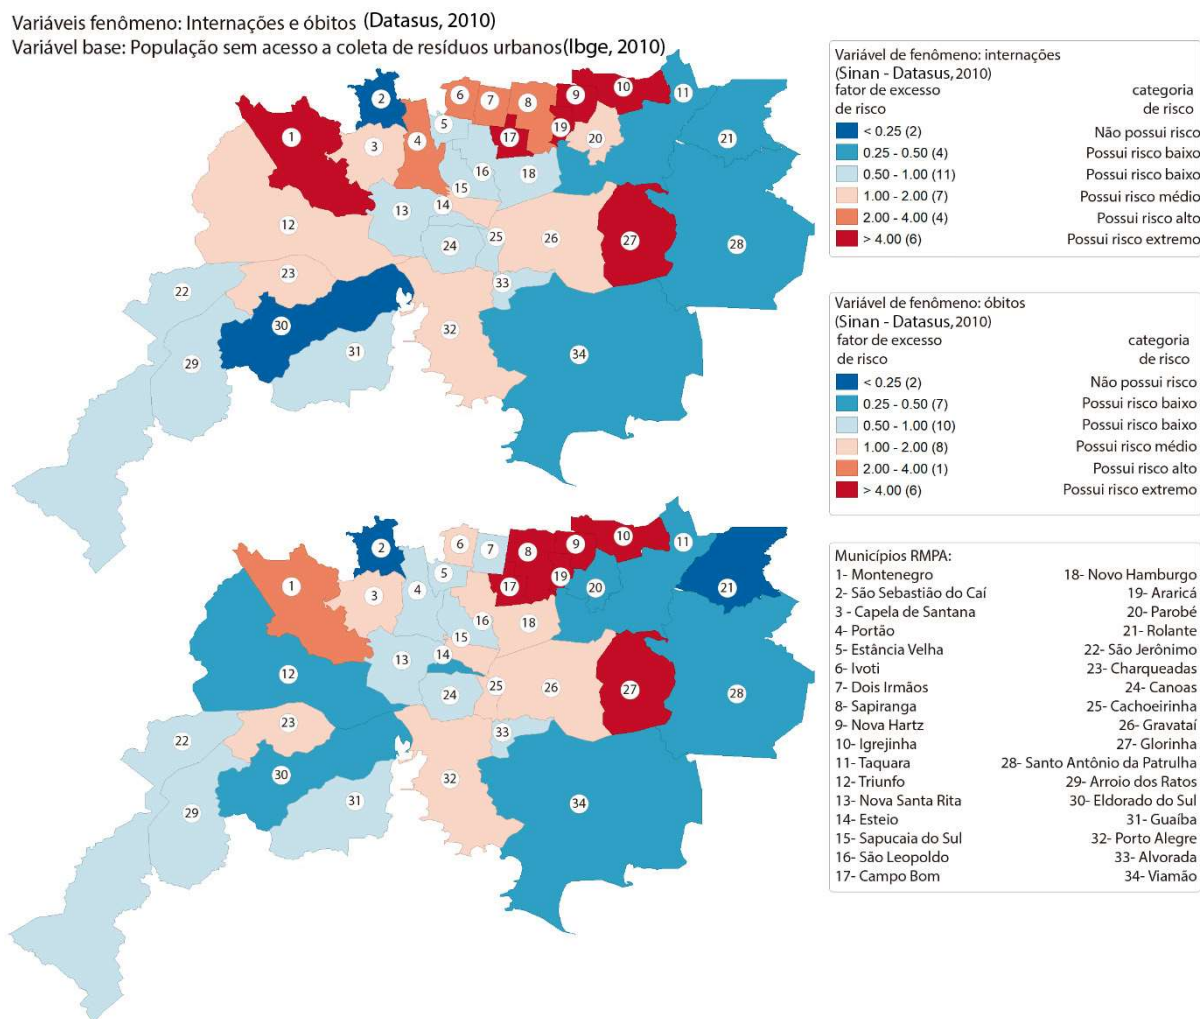 Variáveis fenômeno: Internações e óbitos (Datasus, 2010)
Variável base: População sem acesso a coleta de resíduos urbanos(Ibge, 2010)
Variável de fenômeno: internações
(Sinan - Datasus,2010)
fator de excesso categoria
de risco de risco
< 0.25 (2) Não possui risco
0.25 - 0.50 (4) Possui risco baixo
0.50 - 1.00 (11) Possui risco baixo
1.00 - 2.00 (7) Possui risco médio
2.00 - 4.00 (4) Possui risco alto
> 4.00 (6) Possui risco extremo
1
2
3
4
5
6
7
8
9
10
11
12
13
14
15
16
17
18
19
20
21
22
23
24
25
26
27
28
29
30
31
32
33
34
Variável de fenômeno: óbitos
(Sinan - Datasus,2010)
fator de excesso categoria
de risco de risco
< 0.25 (2) Não possui risco
0.25 - 0.50 (7) Possui risco baixo
0.50 - 1.00 (10) Possui risco baixo
1.00 - 2.00 (8) Possui risco médio
2.00 - 4.00 (1) Possui risco alto
> 4.00 (6) Possui risco extremo
1
2
3
4
5
6
7
8
9
10
11
12
13
14
15
16
17
18
19
20
21
22
23
24
25
26
27
28
29
30
31
32
33
34
Municípios RMPA:
1- Montenegro 18- Novo Hamburgo
2- São Sebastião do Caí 19- Araricá
3 - Capela de Santana 20- Parobé
4- Portão 21- Rolante
5- Estância Velha 22- São Jerônimo
6- Ivoti 23- Charqueadas
7- Dois Irmãos 24- Canoas
8- Sapiranga 25- Cachoeirinha
9- Nova Hartz 26- Gravataí
10- Igrejinha 27- Glorinha
11- Taquara 28- Santo Antônio da Patrulha
12- Triunfo 29- Arroio dos Ratos
13- Nova Santa Rita 30- Eldorado do Sul
14- Esteio 31- Guaíba
15- Sapucaia do Sul 32- Porto Alegre
16- São Leopoldo 33- Alvorada
17- Campo Bom 34- Viamão